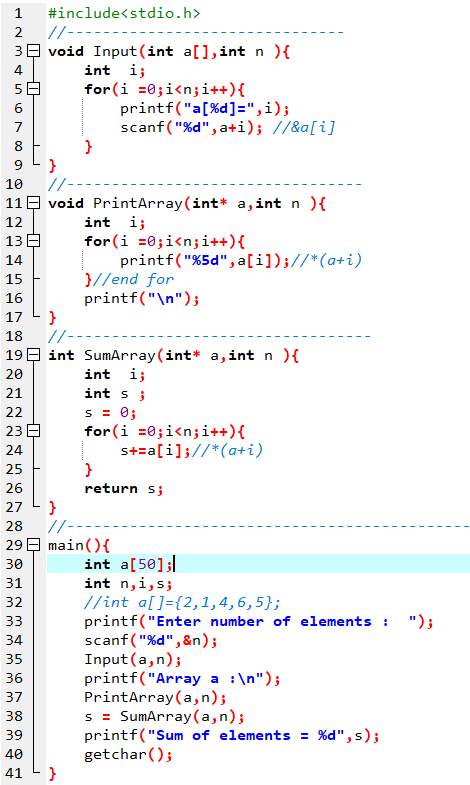 1 #include<stdio.h>
2 //-------------------------------
3 void Input(int a[],int n ){
4 int  i;
5 for(i =0;i<n;i++){
6 printf("a[%d]=",i);
7 scanf("%d",a+i); //&a[i]
8 }
9 }
10 //---------------------------------
11 void PrintArray(int* a,int n ){
12 int  i;
13 for(i =0;i<n;i++){
14 printf("%5d",a[i]);//*(a+i)
15 }//end for
16 printf("\n");
17 }
18 //----------------------------------
19 int SumArray(int* a,int n ){
20 int  i;
21 int s ;
22 s = 0;
23 for(i =0;i<n;i++){
24 s+=a[i];//*(a+i)
25 }
26 return s;
27 }
28 //---------------------------------------------
29 main(){
30 int a[50];
31 int n,i,s;
32 //int a[]={2,1,4,6,5};
33 printf("Enter number of elements :  ");
34 scanf("%d",&n);
35 Input(a,n);
36 printf("Array a :\n");
37 PrintArray(a,n);
38 s = SumArray(a,n);
39 printf("Sum of elements = %d",s);
40 getchar();
41 }